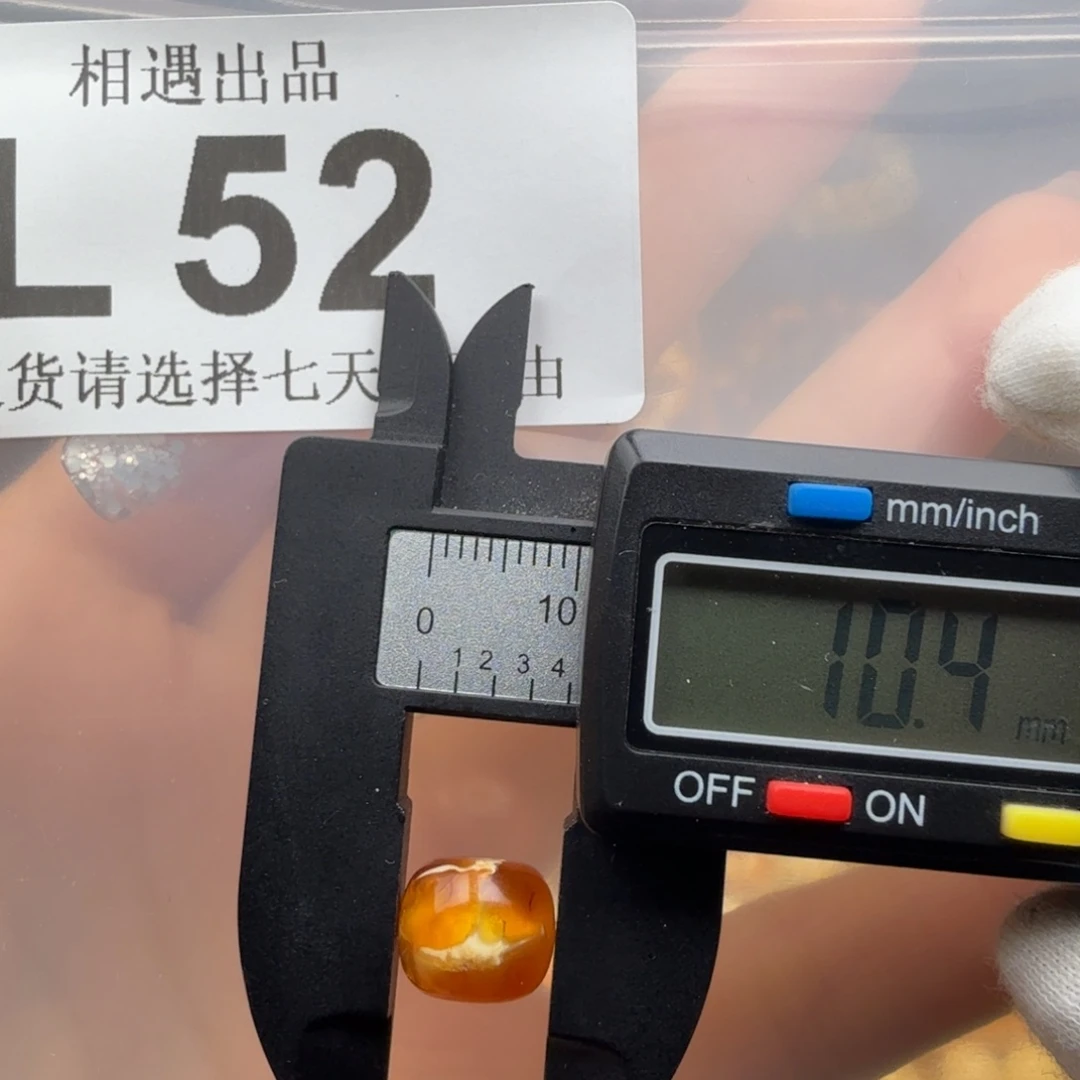 相遇出品
L 52
货请选择七天 由
mm/inch
0 10
1 2 3 4
10.4 mm
OFF ON